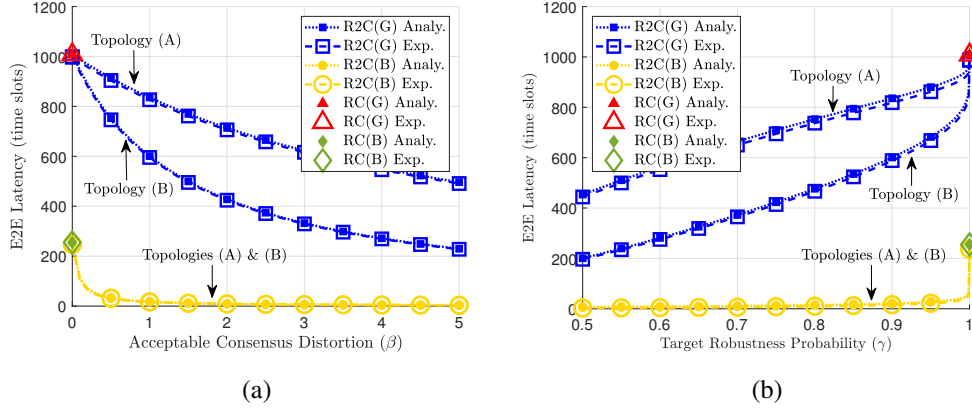 E2E Latency (time slots)
1200
1000
800
600
400
200
0
0 1 2 3 4 5
Acceptable Consensus Distortion (β)
Topology (A)
Topology (B)
Topologies (A) & (B)
R2C(G) Analy.
R2C(G) Exp.
R2C(B) Analy.
R2C(B) Exp.
RC(G) Analy.
RC(G) Exp.
RC(B) Analy.
RC(B) Exp.
(a)
E2E Latency (time slots)
1200
1000
800
600
400
200
0
0.5 0.6 0.7 0.8 0.9 1
Target Robustness Probability (γ)
R2C(G) Analy.
R2C(G) Exp.
R2C(B) Analy.
R2C(B) Exp.
RC(G) Analy.
RC(G) Exp.
RC(B) Analy.
RC(B) Exp.
Topology (A)
Topology (B)
Topologies (A) & (B)
(b)